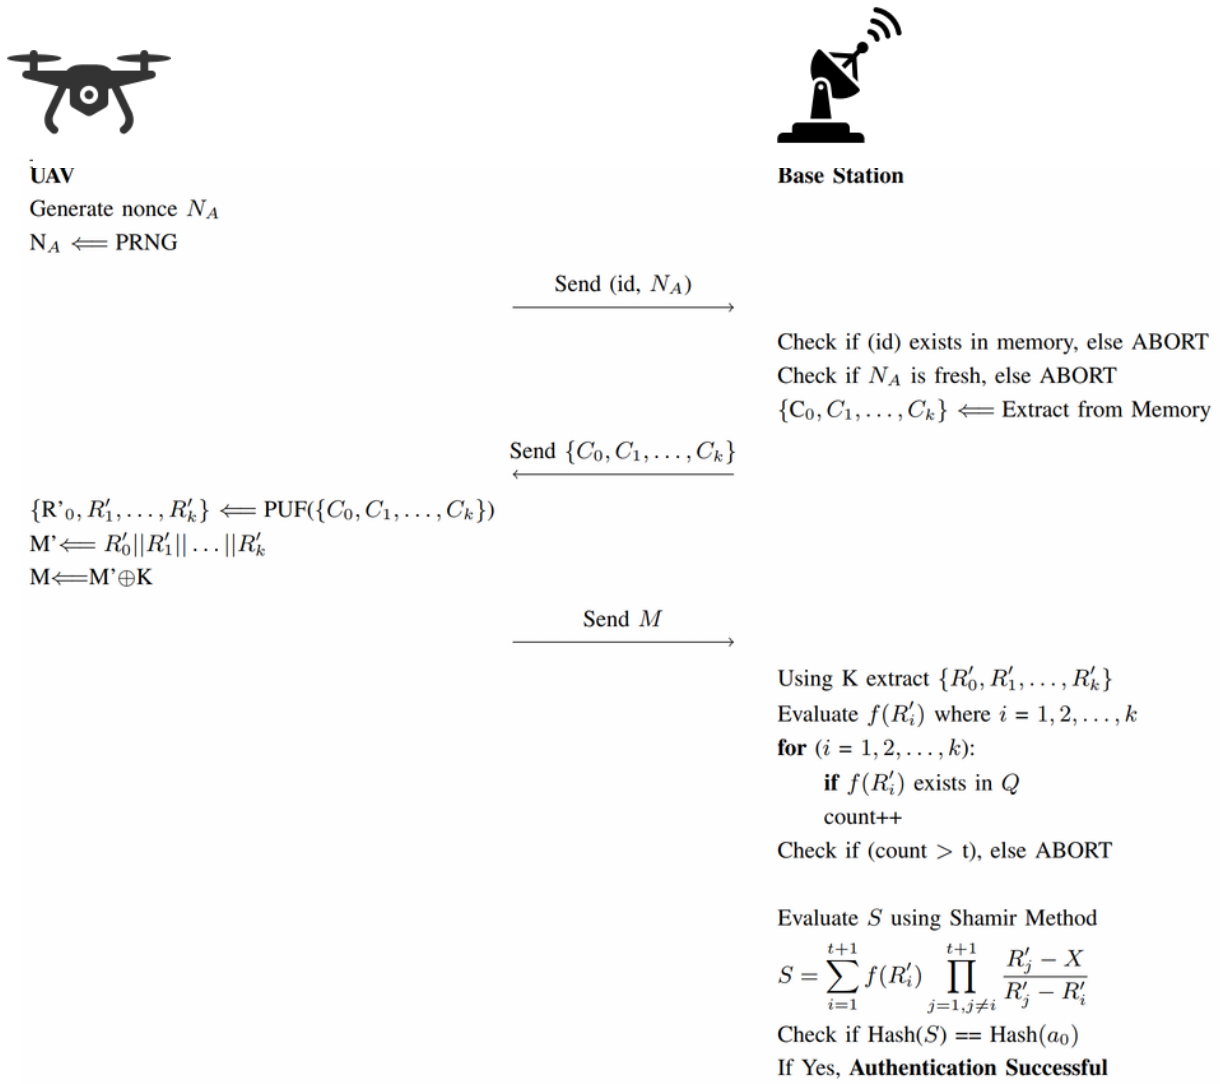 UAV
Base Station
Generate nonce N_A
N_A ⟸ PRNG
Send (id, N_A)
Check if (id) exists in memory, else ABORT
Check if N_A is fresh, else ABORT
{C_0, C_1, . . . , C_k} ⟸ Extract from Memory
Send {C_0, C_1, . . . , C_k}
{R'_0, R'_1, . . . , R'_k} ⟸ PUF({C_0, C_1, . . . , C_k})
M' ⟸ R'_0||R'_1|| . . . ||R'_k
M⟸M'⊕K
Send M
Using K extract {R'_0, R'_1, . . . , R'_k}
Evaluate f(R'_i) where i = 1, 2, . . . , k
for (i = 1, 2, . . . , k):
if f(R'_i) exists in Q
count++
Check if (count > t), else ABORT
Evaluate S using Shamir Method
S = \sum_{i=1}^{t+1} f(R'_i) \prod_{j=1,j≠i}^{t+1} \frac{R'_j − X}{R'_j − R'_i}
Check if Hash(S) == Hash(a_0)
If Yes, Authentication Successful